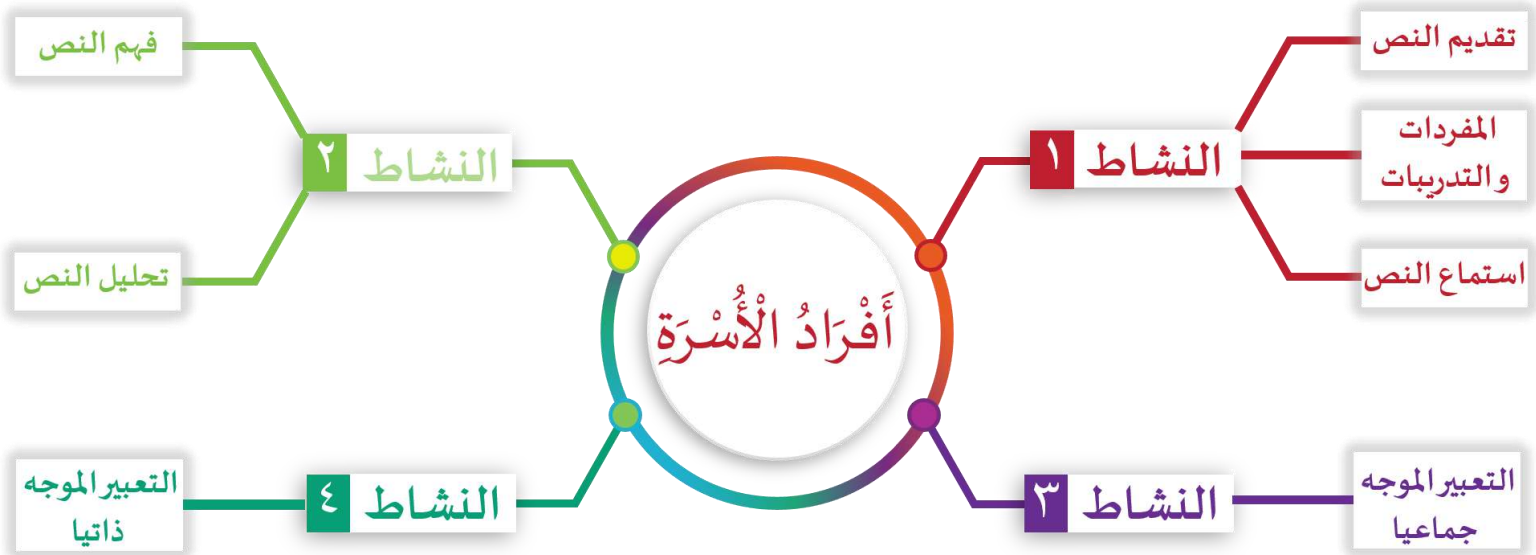 أَفْرَادُ الْأُسْرَةِ
النشاط ١
تقديم النص
المفردات
والتدريبات
استماع النص
النشاط ٢
فهم النص
تحليل النص
النشاط ٣
التعبير الموجه
جماعيا
النشاط ٤
التعبير الموجه
ذاتيا